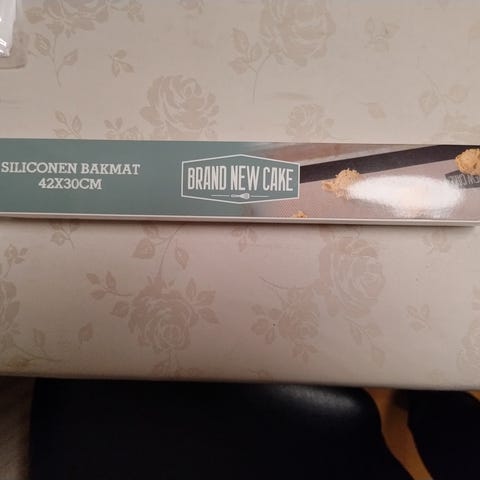 SILICONEN BAKMAT
42X30CM
BRAND NEW CAKE